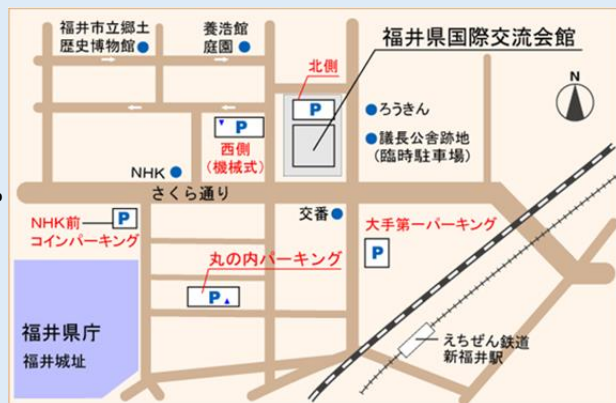 福井市立郷土
歴史博物館
養浩館
庭園
福井県国際交流会館
北側
P
N
ろうきん
P
西側
(機械式)
議長公舎跡地
(臨時駐車場)
NHK
さくら通り
NHK前
コインパーキング
P
交番
大手第一パーキング
P
丸の内パーキング
P
福井県庁
福井城址
えちぜん鉄道
新福井駅